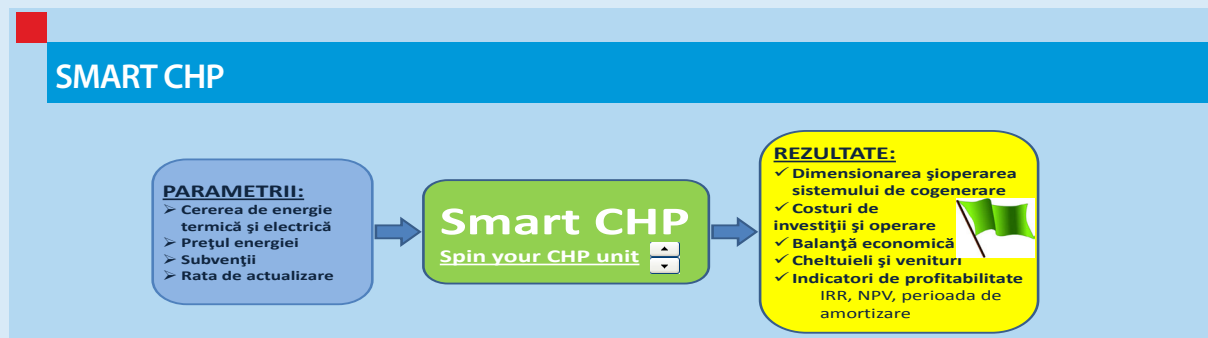 SMART CHP
PARAMETRII:
➢ Cererea de energie
termică şi electrică
➢ Preţul energiei
➢ Subvenţii
➢ Rata de actualizare
Smart CHP
Spin your CHP unit
REZULTATE:
✓ Dimensionarea şioperarea
sistemului de cogenerare
✓ Costuri de
investiţii şi operare
✓ Balanţă economică
✓ Cheltuieli şi venituri
✓ Indicatori de profitabilitate
IRR, NPV, perioada de
amortizare